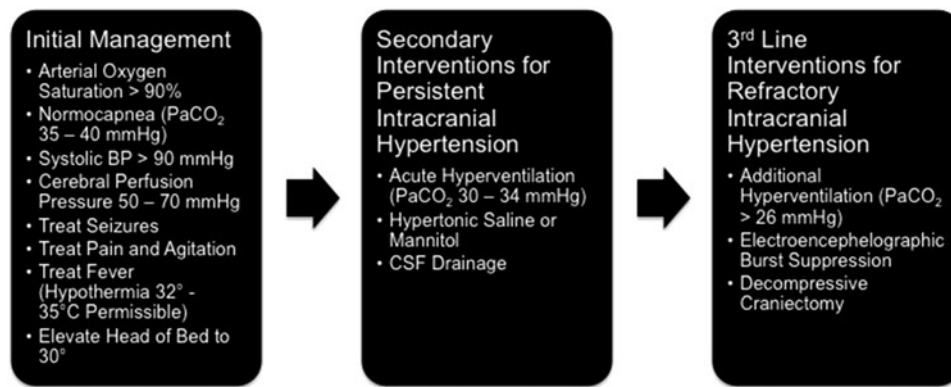 Initial Management
• Arterial Oxygen
Saturation > 90%
• Normocapnea (PaCO₂
35 – 40 mmHg)
• Systolic BP > 90 mmHg
• Cerebral Perfusion
Pressure 50 – 70 mmHg
• Treat Seizures
• Treat Pain and Agitation
• Treat Fever
(Hypothermia 32° -
35°C Permissible)
• Elevate Head of Bed to
30°
Secondary
Interventions for
Persistent
Intracranial
Hypertension
• Acute Hyperventilation
(PaCO₂ 30 – 34 mmHg)
• Hypertonic Saline or
Mannitol
• CSF Drainage
3rd Line
Interventions for
Refractory
Intracranial
Hypertension
• Additional
Hyperventilation (PaCO₂
> 26 mmHg)
• Electroencephelographic
Burst Suppression
• Decompressive
Craniectomy